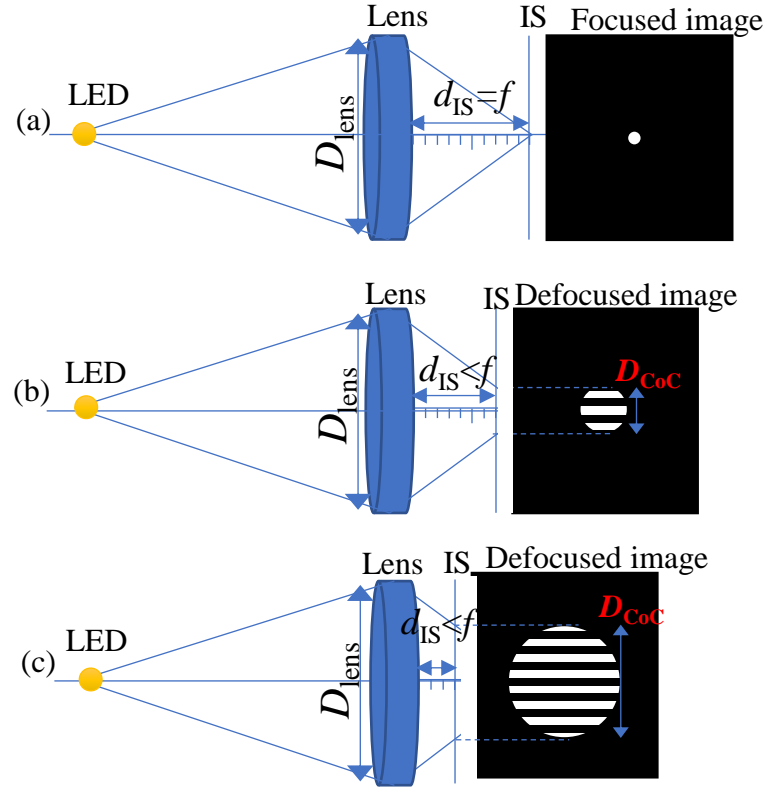 Lens
IS
Focused image
LED
(a)
D_lens
d_IS=f
Lens
IS
Defocused image
LED
(b)
D_lens
d_IS<f
D_CoC
Lens
IS
Defocused image
LED
(c)
D_lens
d_IS<f
D_CoC